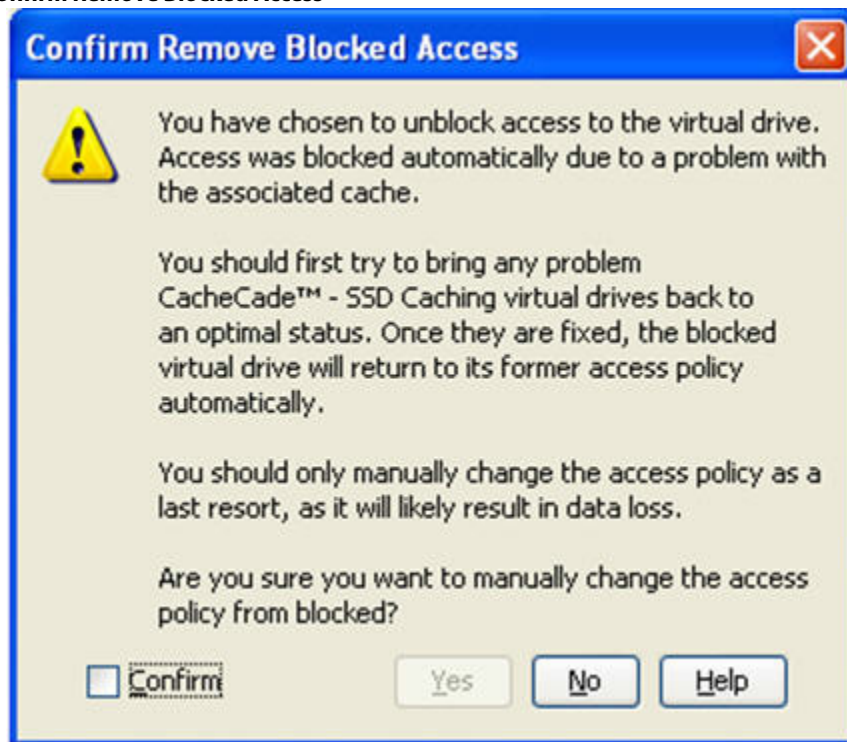 Confirm Remove Blocked Access
Confirm Remove Blocked Access
You have chosen to unblock access to the virtual drive.
Access was blocked automatically due to a problem with
the associated cache.
You should first try to bring any problem
CacheCade™ - SSD Caching virtual drives back to
an optimal status. Once they are fixed, the blocked
virtual drive will return to its former access policy
automatically.
You should only manually change the access policy as a
last resort, as it will likely result in data loss.
Are you sure you want to manually change the access
policy from blocked?
Confirm
Yes
No
Help